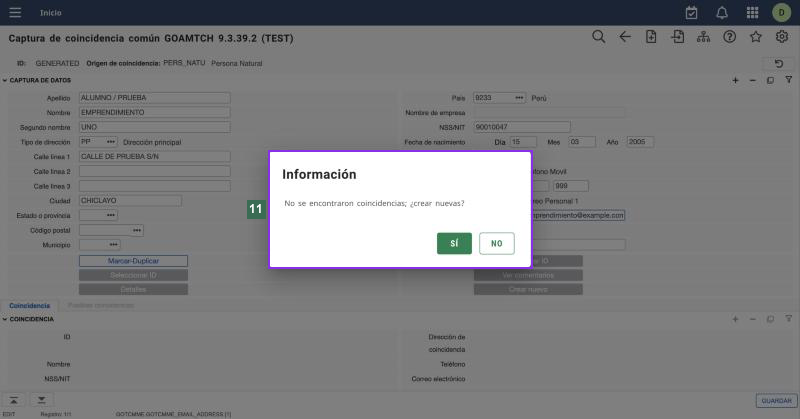 Inicio
D
Captura de coincidencia común GOAMTCH 9.3.39.2 (TEST)
ID: GENERATED Origen de coincidencia: PERS_NATU Persona Natural
CAPTURA DE DATOS
Apellido ALUMNO / PRUEBA
País 9233 ••• Perú
Nombre EMPRENDIMIENTO
Nombre de empresa
Segundo nombre UNO
NSS/NIT 90010047
Tipo de dirección PP ••• Dirección principal
Fecha de nacimiento Día 15 Mes 03 Año 2005
Calle línea 1 CALLE DE PRUEBA S/N
Calle línea 2
Movil
Calle línea 3
999
Ciudad CHICLAYO
Personal 1
Estado o provincia •••
prendimiento@example.con
Código postal •••
Municipio •••
Información
11
No se encontraron coincidencias; ¿crear nuevas?
SÍ
NO
Marcar-Duplicar
ID
Seleccionar ID
Ver comentarios
Detalles
Crear nuevo
Coincidencia
Posibles coincidencias
COINCIDENCIA
ID
Dirección de
coincidencia
Nombre
Teléfono
NSS/NIT
Correo electrónico
GUARDAR
EDIT Registro: 1/1 GOTCMME.GOTCMME_EMAIL_ADDRESS [1]